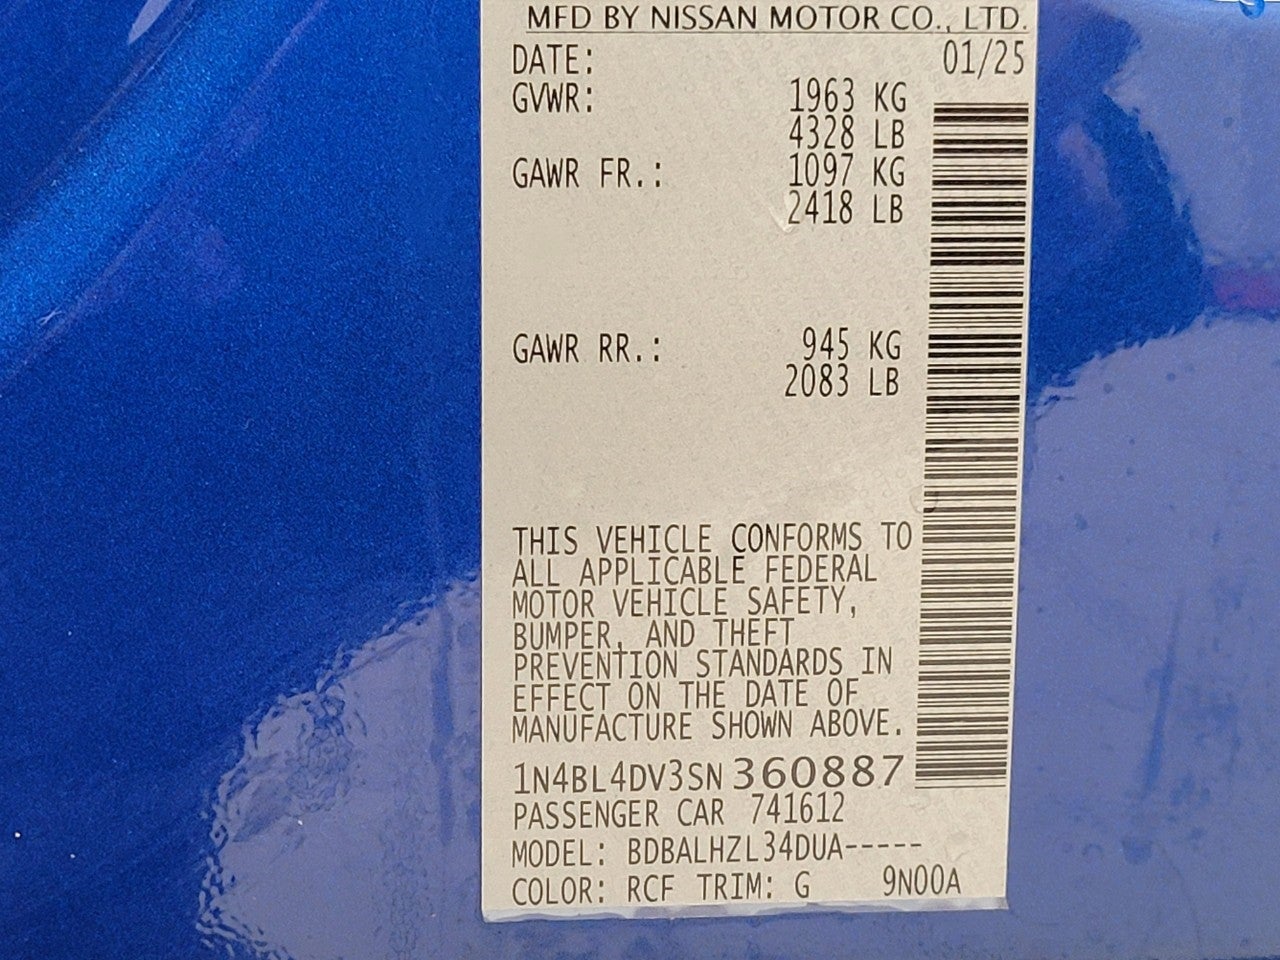 MFD BY NISSAN MOTOR CO., LTD.
DATE: 01/25
GVWR: 1963 KG
4328 LB
GAWR FR.: 1097 KG
2418 LB
GAWR RR.: 945 KG
2083 LB
THIS VEHICLE CONFORMS TO
ALL APPLICABLE FEDERAL
MOTOR VEHICLE SAFETY,
BUMPER, AND THEFT
PREVENTION STANDARDS IN
EFFECT ON THE DATE OF
MANUFACTURE SHOWN ABOVE.
1N4BL4DV3SN360887
PASSENGER CAR 741612
MODEL: BDBALHZL34DUA-----
COLOR: RCF TRIM: G 9N00A